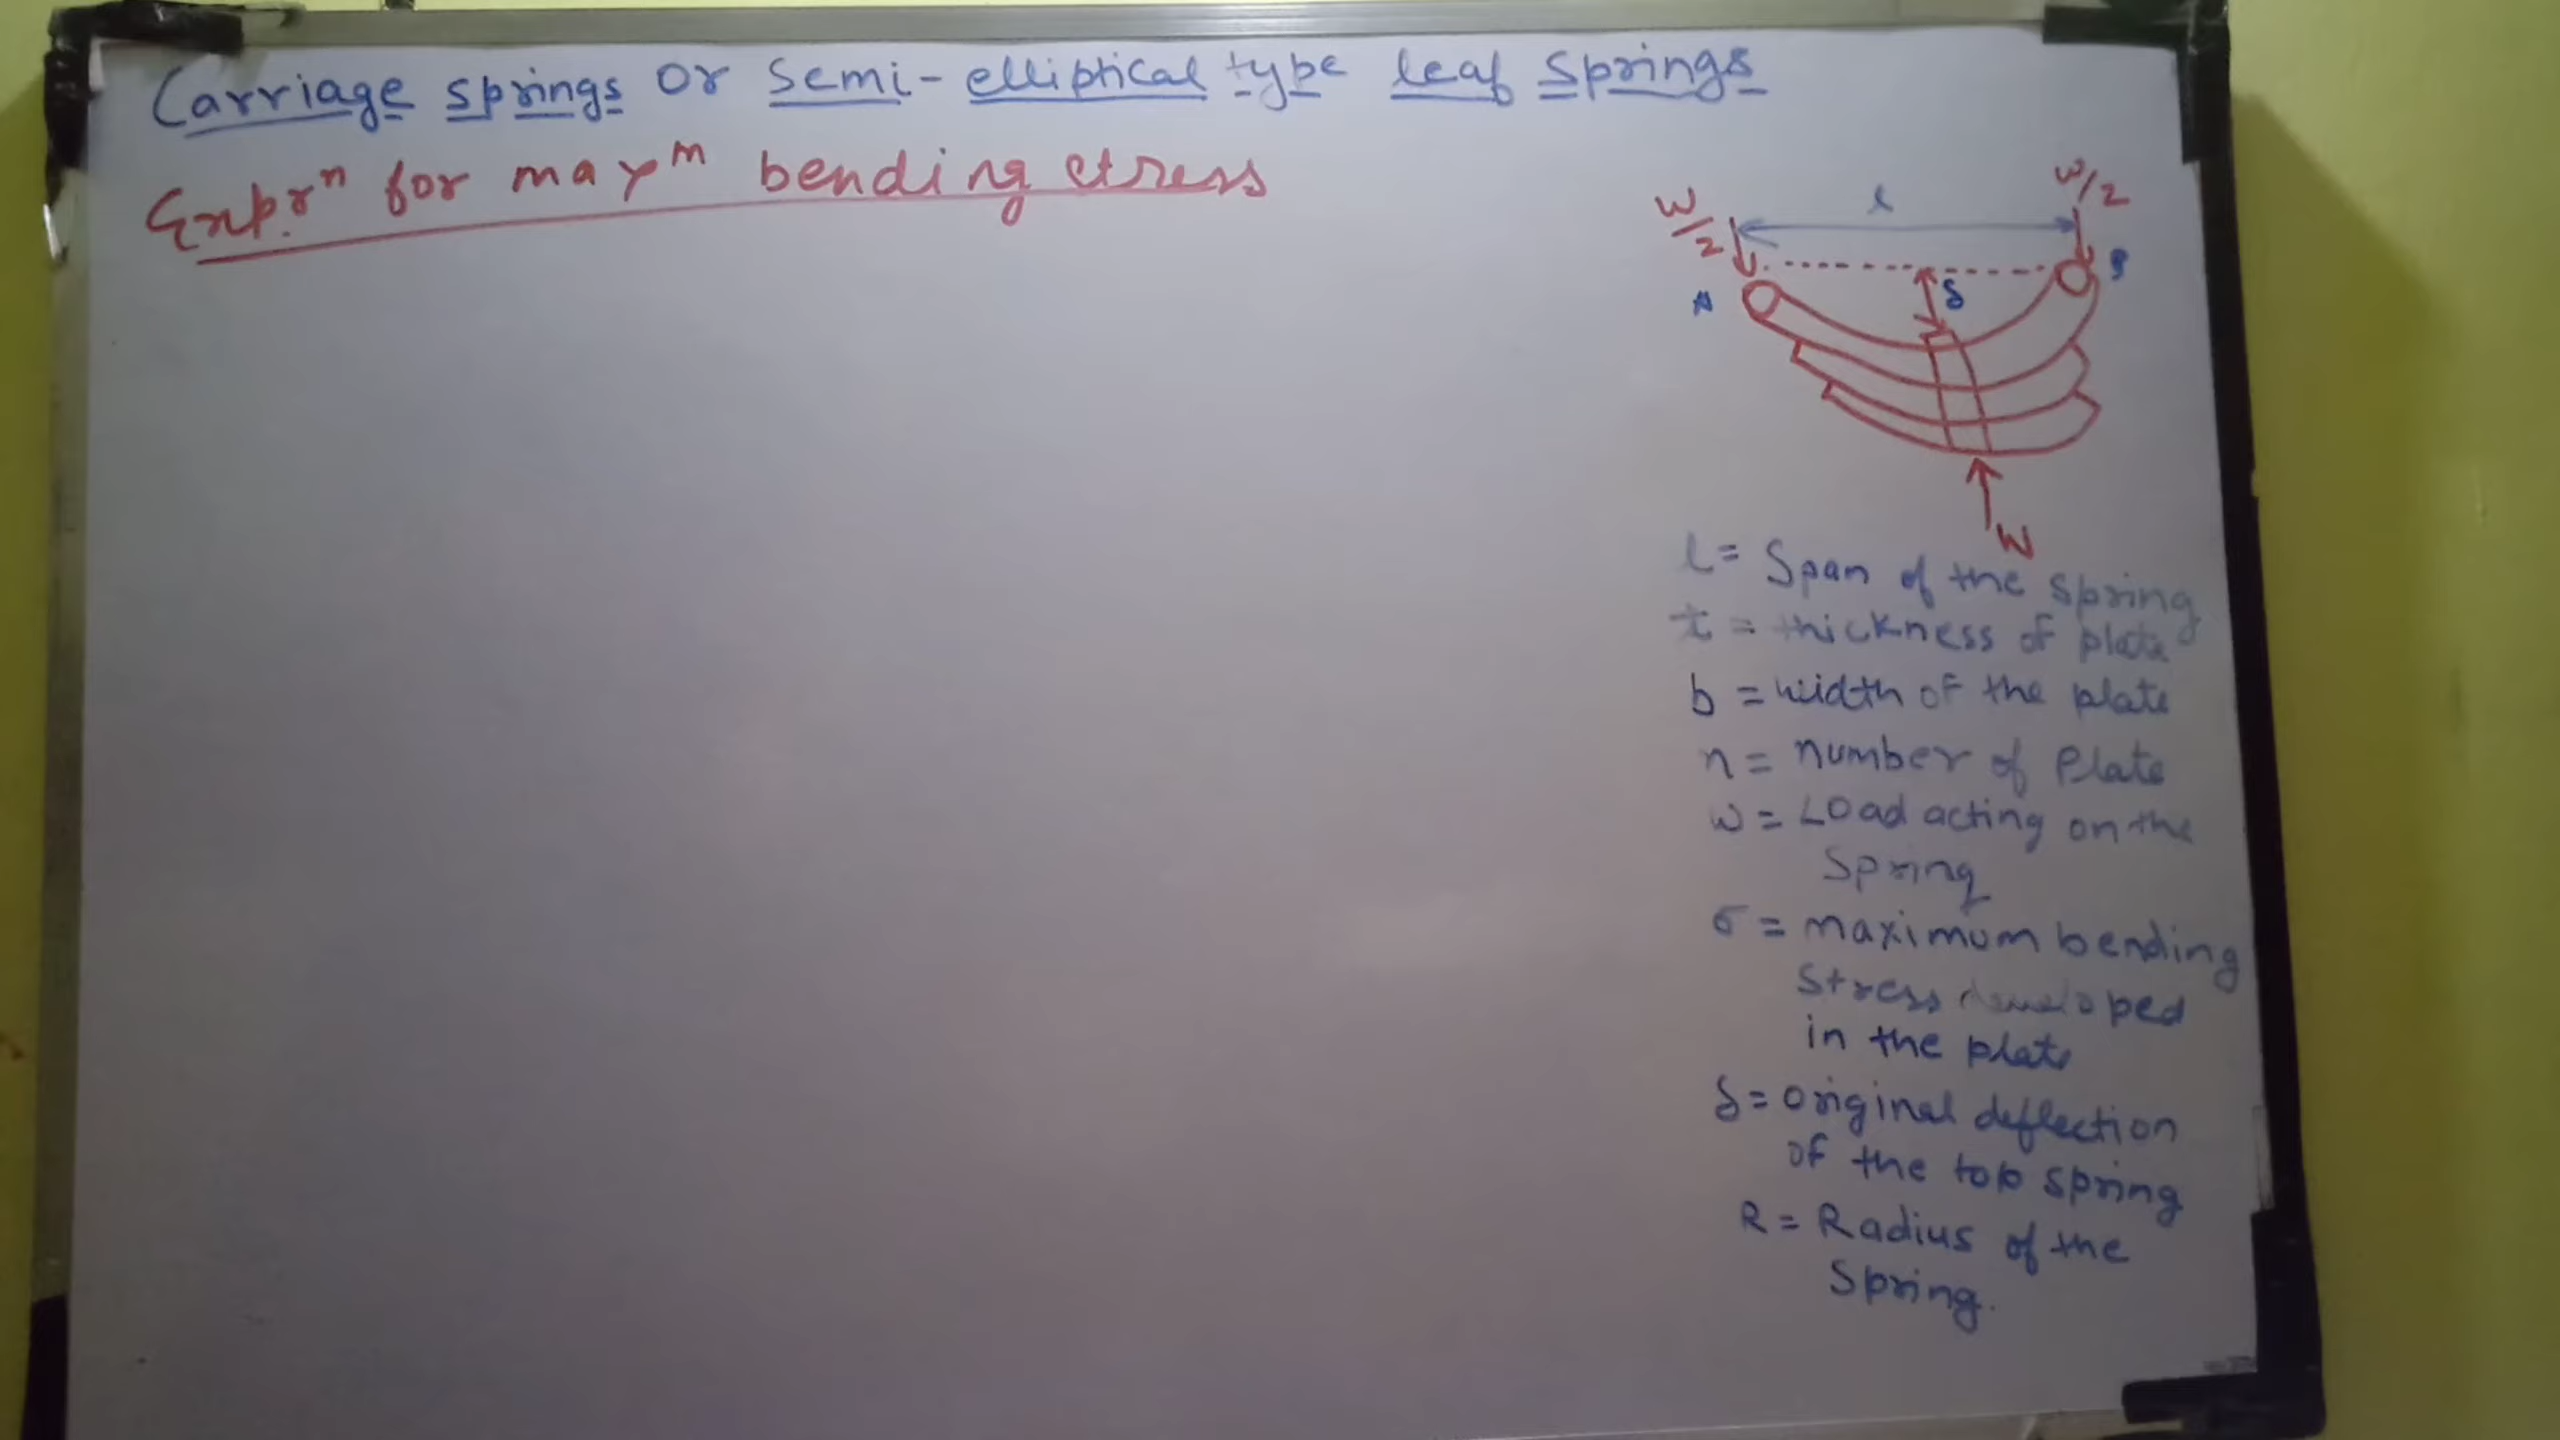 Carriage springs or semi-elliptical type leaf springs
Expr.n for maxm bending stress
W/2
l
W/2
A
δ
B
W
l = Span of the spring
t = thickness of plate
b = width of the plate
n = number of Plate
w = Load acting on the
Spring
σ = maximum bending
Stress developed
in the plate
δ = Original deflection
of the top spring
R = Radius of the
Spring.